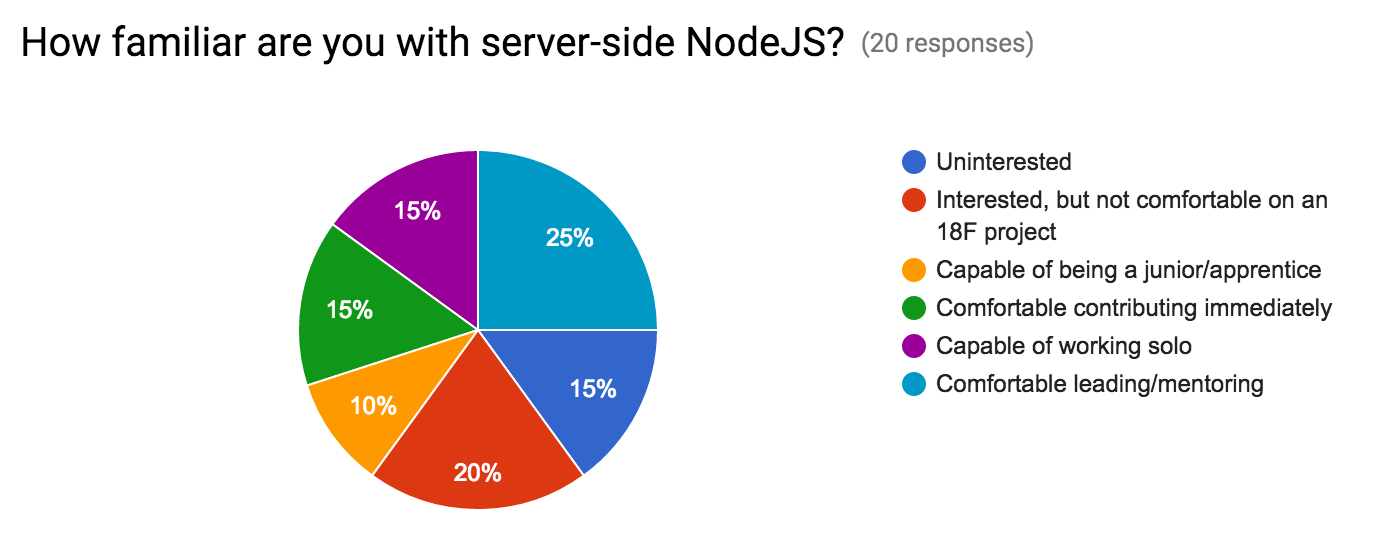 How familiar are you with server-side NodeJS? (20 responses)
15%
25%
15%
15%
10%
20%
Uninterested
Interested, but not comfortable on an
18F project
Capable of being a junior/apprentice
Comfortable contributing immediately
Capable of working solo
Comfortable leading/mentoring